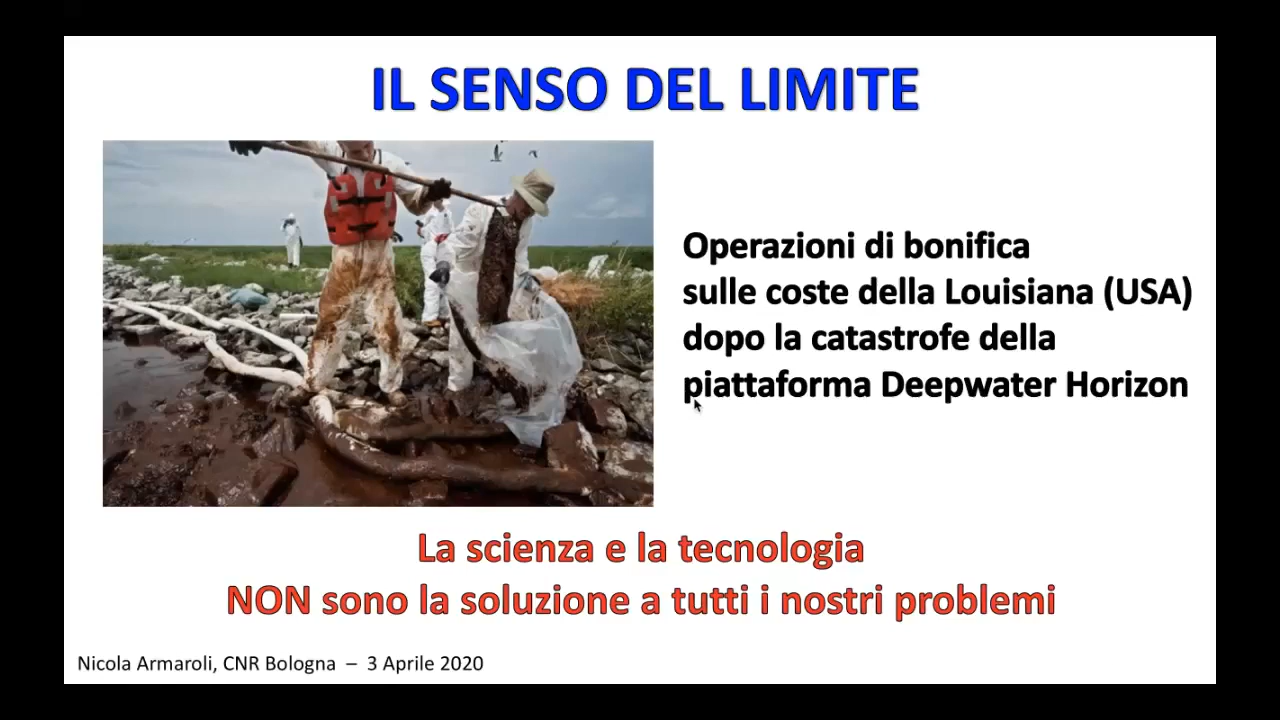 IL SENSO DEL LIMITE
Operazioni di bonifica
sulle coste della Louisiana (USA)
dopo la catastrofe della
piattaforma Deepwater Horizon
La scienza e la tecnologia
NON sono la soluzione a tutti i nostri problemi
Nicola Armaroli, CNR Bologna – 3 Aprile 2020